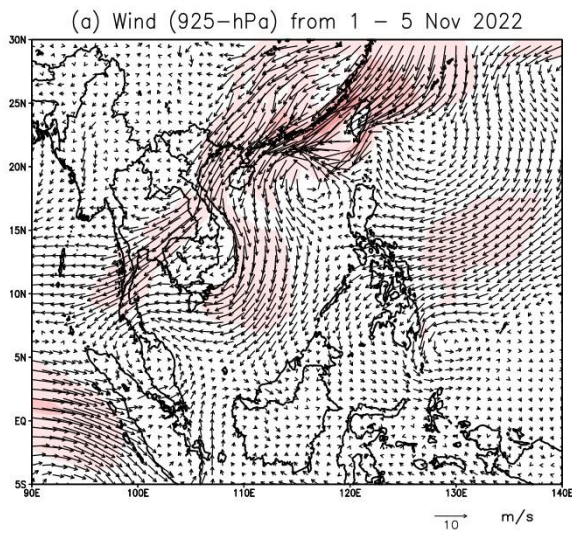 (a) Wind (925-hPa) from 1 - 5 Nov 2022
30N
25N
20N
15N
10N
5N
EQ
5S
90E 100E 110E 120E 130E 140E
10 m/s